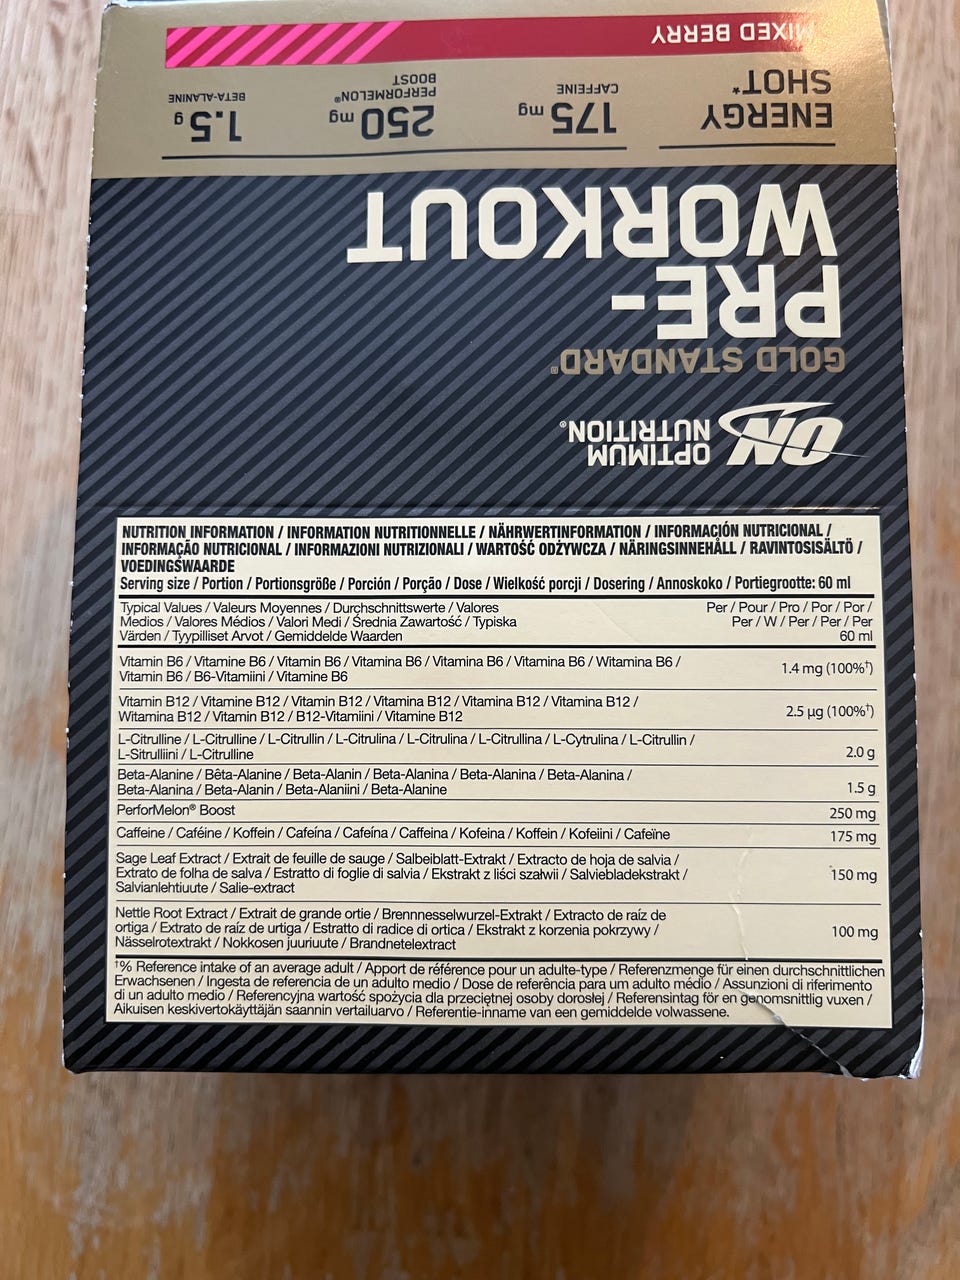 MIXED BERRY
ENERGY
SHOT*
175 mg
CAFFEINE
250 mg
PERFORMELON®
BOOST
1.5 g
BETA-ALANINE
PRE-
WORKOUT
GOLD STANDARD®
ON
OPTIMUM
NUTRITION®
NUTRITION INFORMATION / INFORMATION NUTRITIONNELLE / NÄHRWERTINFORMATION / INFORMACIÓN NUTRICIONAL /
INFORMAÇÃO NUTRICIONAL / INFORMAZIONI NUTRIZIONALI / WARTOŚĆ ODŻYWCZA / NÄRINGSINNEHÅLL / RAVINTOSISÄLTÖ /
VOEDINGSWAARDE
Serving size / Portion / Portionsgröße / Porción / Porção / Dose / Wielkość porcji / Dosering / Annoskoko / Portiegrootte: 60 ml
Typical Values / Valeurs Moyennes / Durchschnittswerte / Valores
Medios / Valores Médios / Valori Medi / Średnia Zawartość / Typiska
Värden / Tyypilliset Arvot / Gemiddelde Waarden
Per / Pour / Pro / Por / Por /
Per / W / Per / Per / Per
60 ml
Vitamin B6 / Vitamine B6 / Vitamin B6 / Vitamina B6 / Vitamina B6 / Vitamina B6 / Witamina B6 /
Vitamin B6 / B6-Vitamiini / Vitamine B6
1.4 mg (100%†)
Vitamin B12 / Vitamine B12 / Vitamin B12 / Vitamina B12 / Vitamina B12 / Vitamina B12 /
Witamina B12 / Vitamin B12 / B12-Vitamiini / Vitamine B12
2.5 µg (100%†)
L-Citrulline / L-Citrulline / L-Citrullin / L-Citrulina / L-Citrulina / L-Citrullina / L-Cytrulina / L-Citrullin /
L-Sitrulliini / L-Citrulline
2.0 g
Beta-Alanine / Bêta-Alanine / Beta-Alanin / Beta-Alanina / Beta-Alanina / Beta-Alanina /
Beta-Alanina / Beta-Alanin / Beta-Alaniini / Beta-Alanine
1.5 g
PerforMelon® Boost
250 mg
Caffeine / Caféine / Koffein / Cafeína / Cafeína / Caffeina / Kofeina / Koffein / Kofeiini / Cafeïne
175 mg
Sage Leaf Extract / Extrait de feuille de sauge / Salbeiblatt-Extrakt / Extracto de hoja de salvia /
Extrato de folha de salva / Estratto di foglie di salvia / Ekstrakt z liści szałwii / Salviebladekstrakt /
Salvianlehtiuute / Salie-extract
150 mg
Nettle Root Extract / Extrait de grande ortie / Brennnesselwurzel-Extrakt / Extracto de raíz de
ortiga / Extrato de raíz de urtiga / Estratti di radice di ortica / Ekstrakt z korzenia pokrzywy /
Nässelrotextrakt / Nokkosen juuriuute / Brandnetelextract
100 mg
†% Reference intake of an average adult / Apport de référence pour un adulte-type / Referenzmenge für einen durchschnittlichen
Erwachsenen / Ingesta de referencia de un adulto medio / Dose de referência para um adulto médio / Assunzioni di riferimento
di un adulto medio / Referencyjna wartość spożycia dla przeciętnej osoby dorosłej / Referensintag för en genomsnittlig vuxen /
Aikuisen keskivertokäyttäjän saannin vertailuarvo / Referentie-inname van een gemiddelde volwassene.